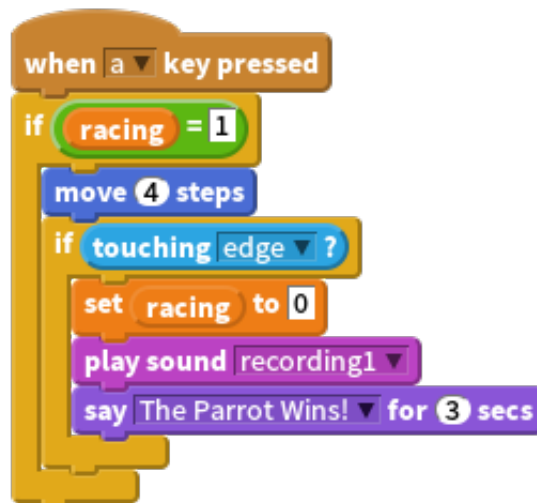 when a key pressed
if racing = 1
move 4 steps
if touching edge ?
set racing to 0
play sound recording1
say The Parrot Wins! for 3 secs